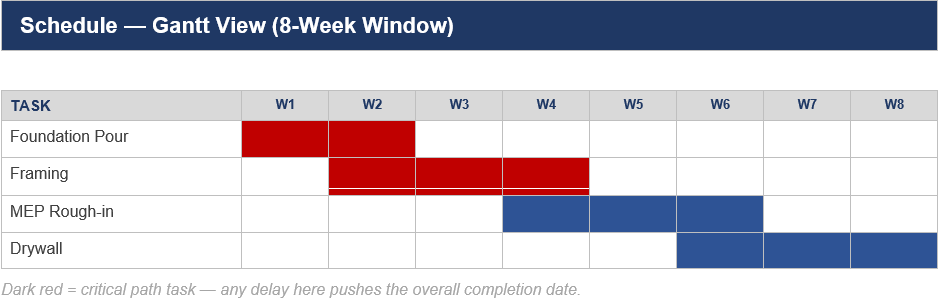 Schedule — Gantt View (8-Week Window)
TASK W1 W2 W3 W4 W5 W6 W7 W8
Foundation Pour
Framing
MEP Rough-in
Drywall
Dark red = critical path task — any delay here pushes the overall completion date.